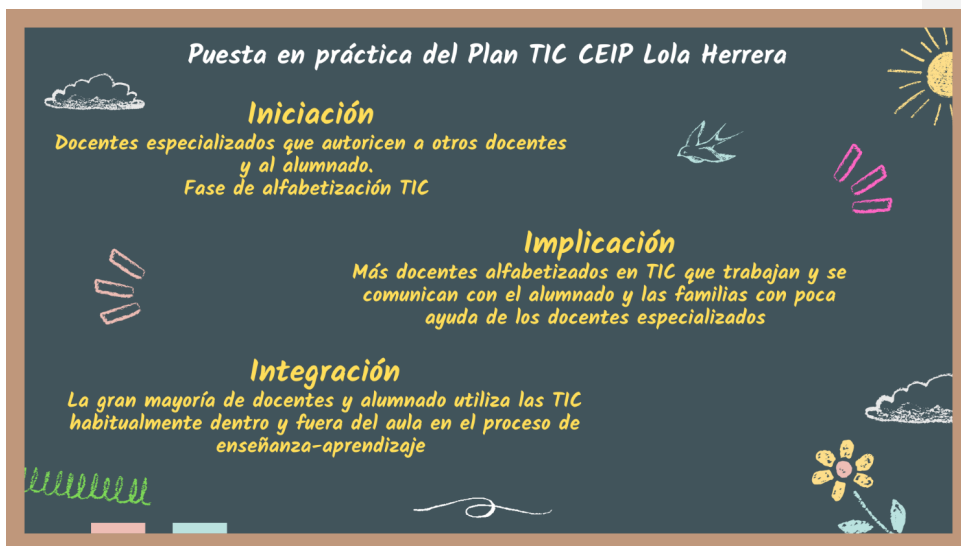 Puesta en práctica del Plan TIC CEIP Lola Herrera
Iniciación
Docentes especializados que autoricen a otros docentes
y al alumnado.
Fase de alfabetización TIC
Implicación
Más docentes alfabetizados en TIC que trabajan y se
comunican con el alumnado y las familias con poca
ayuda de los docentes especializados
Integración
La gran mayoría de docentes y alumnado utiliza las TIC
habitualmente dentro y fuera del aula en el proceso de
enseñanza-aprendizaje